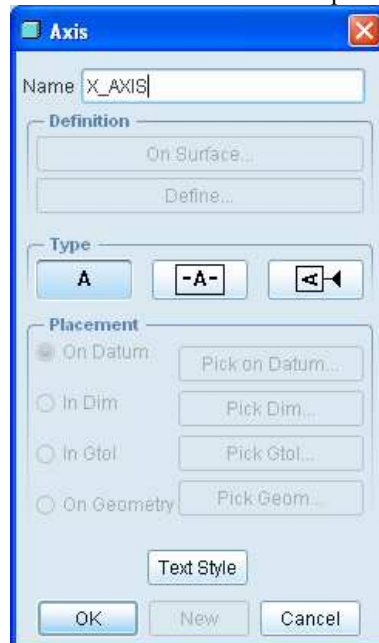 Axis
Name X_AXIS
Definition
On Surface...
Define...
Type
A
-A-
A
Placement
On Datum Pick on Datum...
In Dim Pick Dim...
In Gtol Pick Gtol...
On Geometry Pick Geom...
Text Style
OK New Cancel